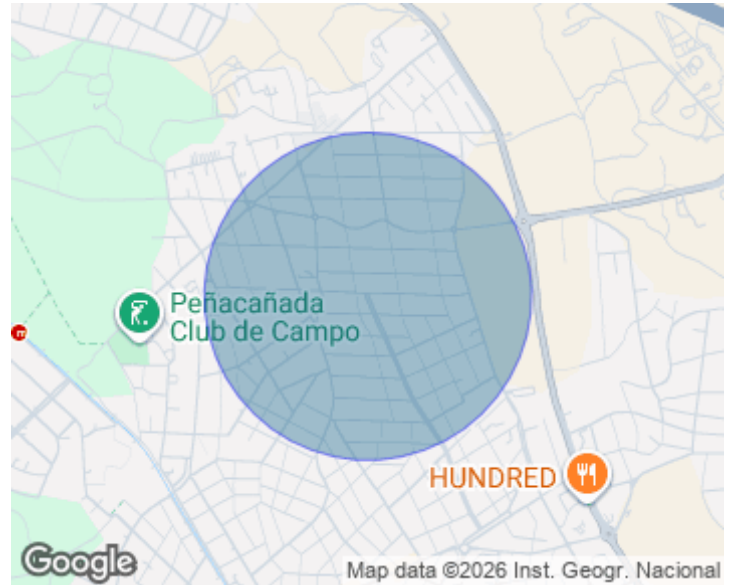 Peñacañada
Club de Campo
HUNDRED
Google
Map data ©2026 Inst. Geogr. Nacional